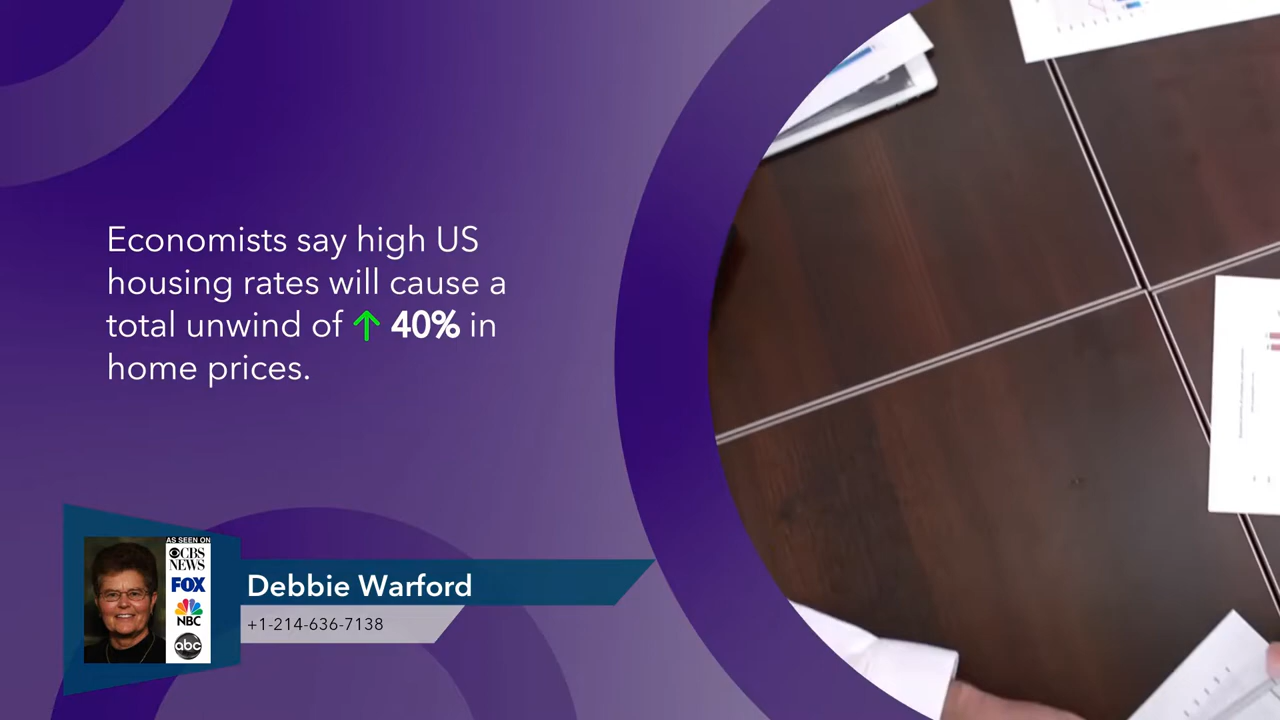 Economists say high US
housing rates will cause a
total unwind of ↑ 40% in
home prices.
AS SEEN ON
CBS
NEWS
FOX
NBC
abc
Debbie Warford
+1-214-636-7138